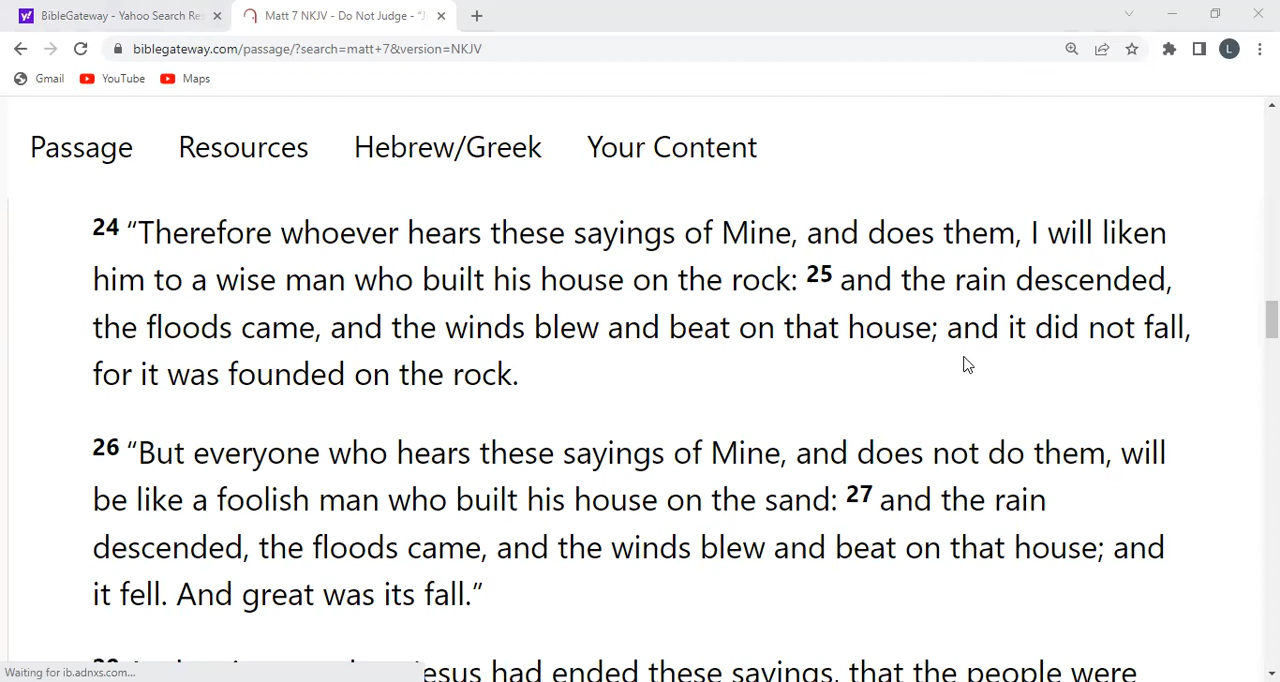 BibleGateway - Yahoo Search Res
Matt 7 NKJV - Do Not Judge - "J
biblegateway.com/passage/?search=matt+7&version=NKJV
L
Gmail YouTube Maps
Passage Resources Hebrew/Greek Your Content
24 “Therefore whoever hears these sayings of Mine, and does them, I will liken
him to a wise man who built his house on the rock: 25 and the rain descended,
the floods came, and the winds blew and beat on that house; and it did not fall,
for it was founded on the rock.
26 “But everyone who hears these sayings of Mine, and does not do them, will
be like a foolish man who built his house on the sand: 27 and the rain
descended, the floods came, and the winds blew and beat on that house; and
it fell. And great was its fall.”
had ended these sayings, that the people were
Waiting for ib.adnxs.com...